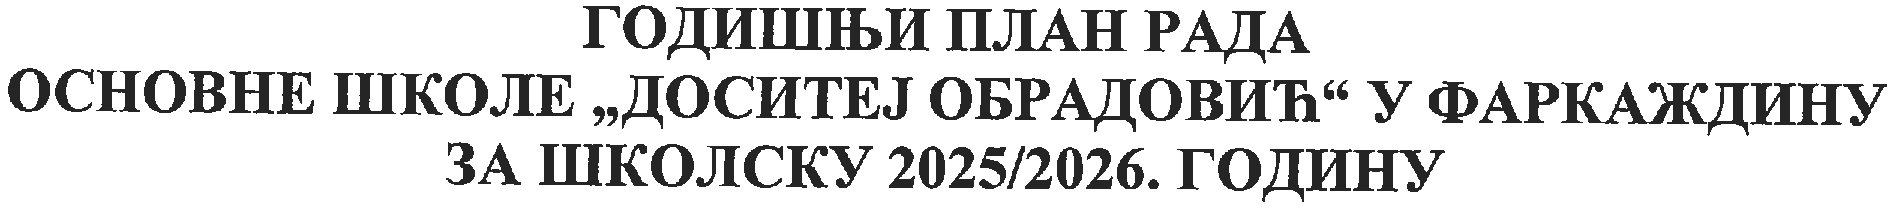 ГОДИШЊИ ПЛАН РАДА
ОСНОВНЕ ШКОЛЕ „ДОСИТЕЈ ОБРАДОВИЋ“ У ФАРКАЖДИНУ
ЗА ШКОЛСКУ 2025/2026. ГОДИНУ